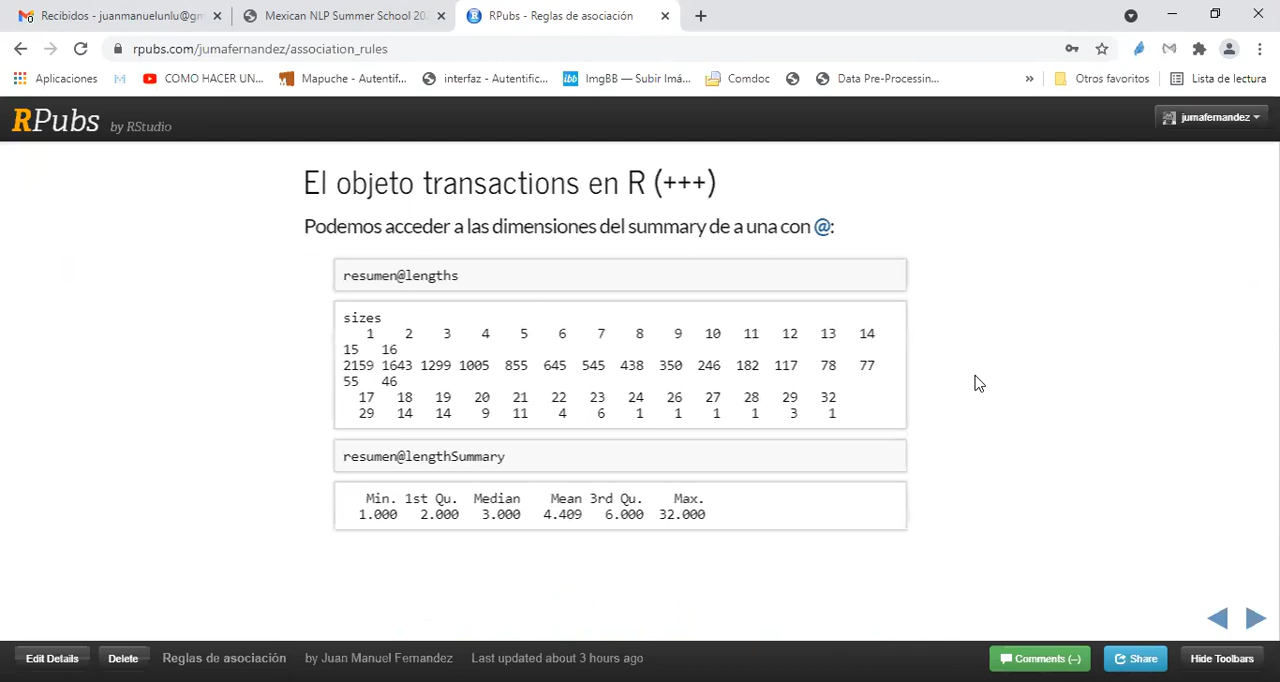 Recibidos - juanmanuelunlu@gm
Mexican NLP Summer School 202
RPubs - Reglas de asociación
rpubs.com/jumafernandez/association_rules
Aplicaciones
COMO HACER UN...
Mapuche - Autentif...
interfaz - Autentific...
ibb
ImgBB — Subir Imá...
Comdoc
Data Pre-Processin...
»
Otros favoritos
Lista de lectura
RPubs by RStudio
jumafernandez
El objeto transactions en R (+++)
Podemos acceder a las dimensiones del summary de a una con @:
resumen@lengths
sizes
1 2 3 4 5 6 7 8 9 10 11 12 13 14
15 16
2159 1643 1299 1005 855 645 545 438 350 246 182 117 78 77
55 46
17 18 19 20 21 22 23 24 26 27 28 29 32
29 14 14 9 11 4 6 1 1 1 1 3 1
resumen@lengthSummary
Min. 1st Qu. Median Mean 3rd Qu. Max.
1.000 2.000 3.000 4.409 6.000 32.000
Edit Details
Delete
Reglas de asociación
by Juan Manuel Fernandez
Last updated about 3 hours ago
Comments (–)
Share
Hide Toolbars